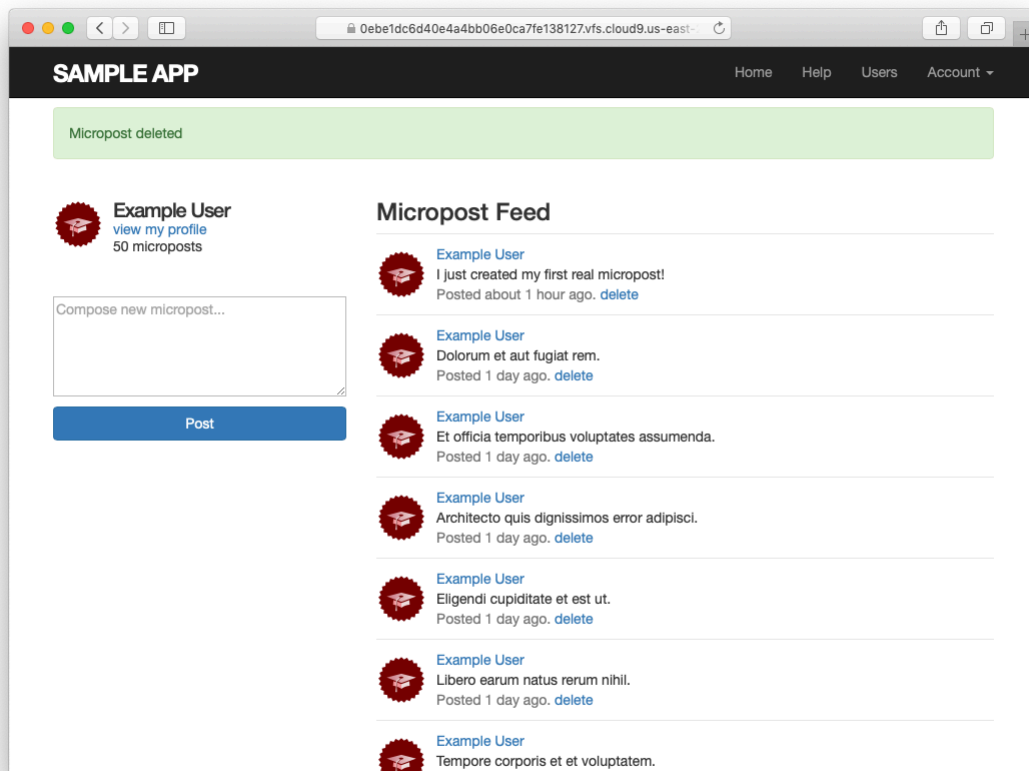 0ebe1dc6d40e4a4bb06e0ca7fe138127.vfs.cloud9.us-east-
SAMPLE APP
Home
Help
Users
Account
Micropost deleted
Example User
view my profile
50 microposts
Compose new micropost...
Post
Micropost Feed
Example User
I just created my first real micropost!
Posted about 1 hour ago. delete
Example User
Dolorum et aut fugiat rem.
Posted 1 day ago. delete
Example User
Et officia temporibus voluptates assumenda.
Posted 1 day ago. delete
Example User
Architecto quis dignissimos error adipisci.
Posted 1 day ago. delete
Example User
Eligendi cupiditate et est ut.
Posted 1 day ago. delete
Example User
Libero earum natus rerum nihil.
Posted 1 day ago. delete
Example User
Tempore corporis et et voluptatem.